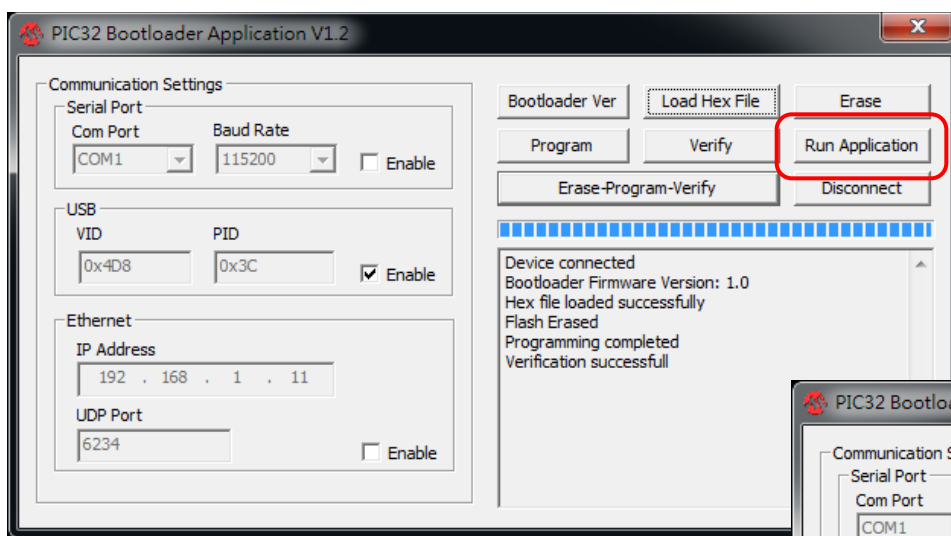 PIC32 Bootloader Application V1.2
Communication Settings
Serial Port
Com Port Baud Rate
COM1 115200 Enable
USB
VID PID
0x4D8 0x3C Enable
Ethernet
IP Address
192 . 168 . 1 . 11
UDP Port
6234 Enable
Bootloader Ver Load Hex File Erase
Program Verify Run Application
Erase-Program-Verify Disconnect
Device connected
Bootloader Firmware Version: 1.0
Hex file loaded successfully
Flash Erased
Programming completed
Verification successfull
PIC32 Bootloa
Communication S
Serial Port
Com Port
COM1